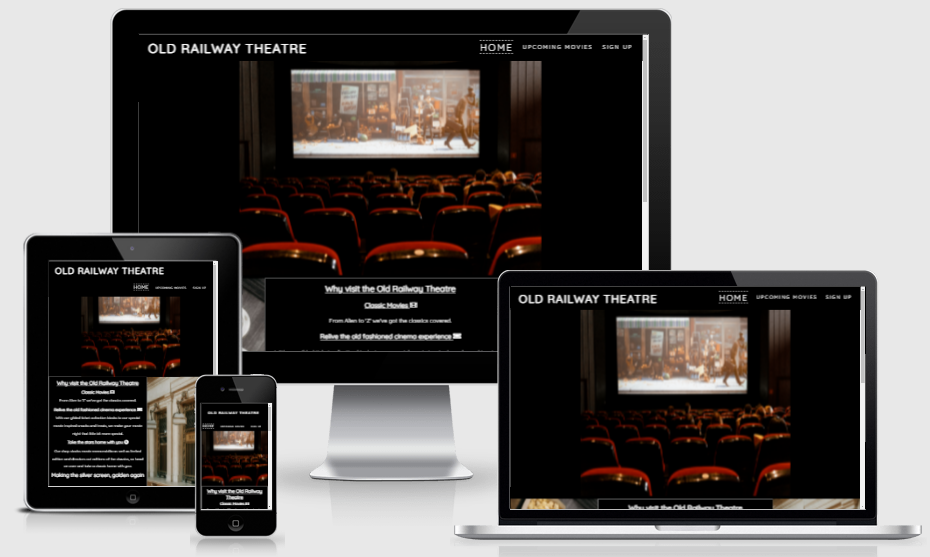 OLD RAILWAY THEATRE
HOME UPCOMING MOVIES SIGN UP
Why visit the Old Railway Theatre
Classic Movies
From Alien to "Z" we've got the classics covered.
Relive the old fashioned cinema experience
OLD RAILWAY THEATRE
HOME UPCOMING MOVIES SIGN UP
Why visit the Old Railway Theatre
Classic Movies
From Alien to "Z" we've got the classics covered.
Relive the old fashioned cinema experience
Take the stars home with you
Making the silver screen, golden again
OLD RAILWAY THEATRE
HOME UPCOMING MOVIES SIGN UP
Why visit the Old Railway
Theatre
Classic Movies
OLD RAILWAY THEATRE
HOME UPCOMING MOVIES SIGN UP
Why visit the Old Railway Theatre